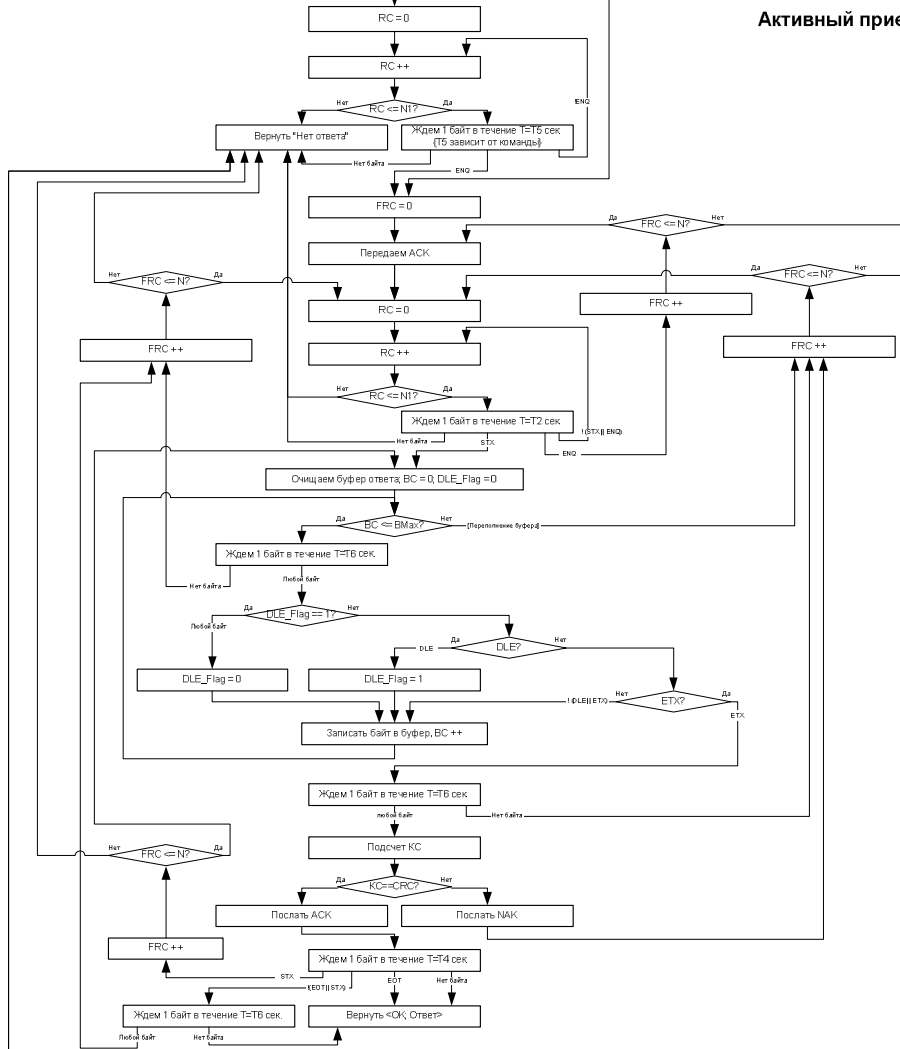 Активный прие
RC = 0
RC ++
!ENQ
Нет
RC <= N1?
Да
Вернуть "Нет ответа"
Ждем 1 байт в течение T=T5 сек
{T5 зависит от команды}
Нет байта
ENQ
FRC = 0
Да
FRC <= N?
Нет
Передаем ACK
Нет
FRC <= N?
Да
Да
FRC <= N?
Нет
RC = 0
FRC ++
FRC ++
RC ++
FRC ++
Нет
RC <= N1?
Да
Ждем 1 байт в течение T=T2 сек
Нет байта
STX
ENQ
! (STX || ENQ)
Очищаем буфер ответа; BC = 0; DLE_Flag = 0
Да
BC <= BMax?
Нет
{Переполнение буфера}
Ждем 1 байт в течение T=T6 сек.
Нет байта
Любой байт
Да
DLE_Flag == 1?
Нет
Любой байт
Да
DLE?
Нет
DLE
DLE_Flag = 0
DLE_Flag = 1
Нет
ETX?
Да
! (DLE || ETX)
ETX
Записать байт в буфер, BC ++
Ждем 1 байт в течение T=T6 сек
любой байт
Нет байта
Подсчет КС
Нет
FRC <= N?
Да
Да
КС==CRC?
Нет
Послать ACK
Послать NAK
FRC ++
Ждем 1 байт в течение T=T4 сек
STX
!(EOT || STX)
EOT
Нет байта
Ждем 1 байт в течение T=T6 сек.
Вернуть <OK; Ответ>
Любой байт
Нет байта